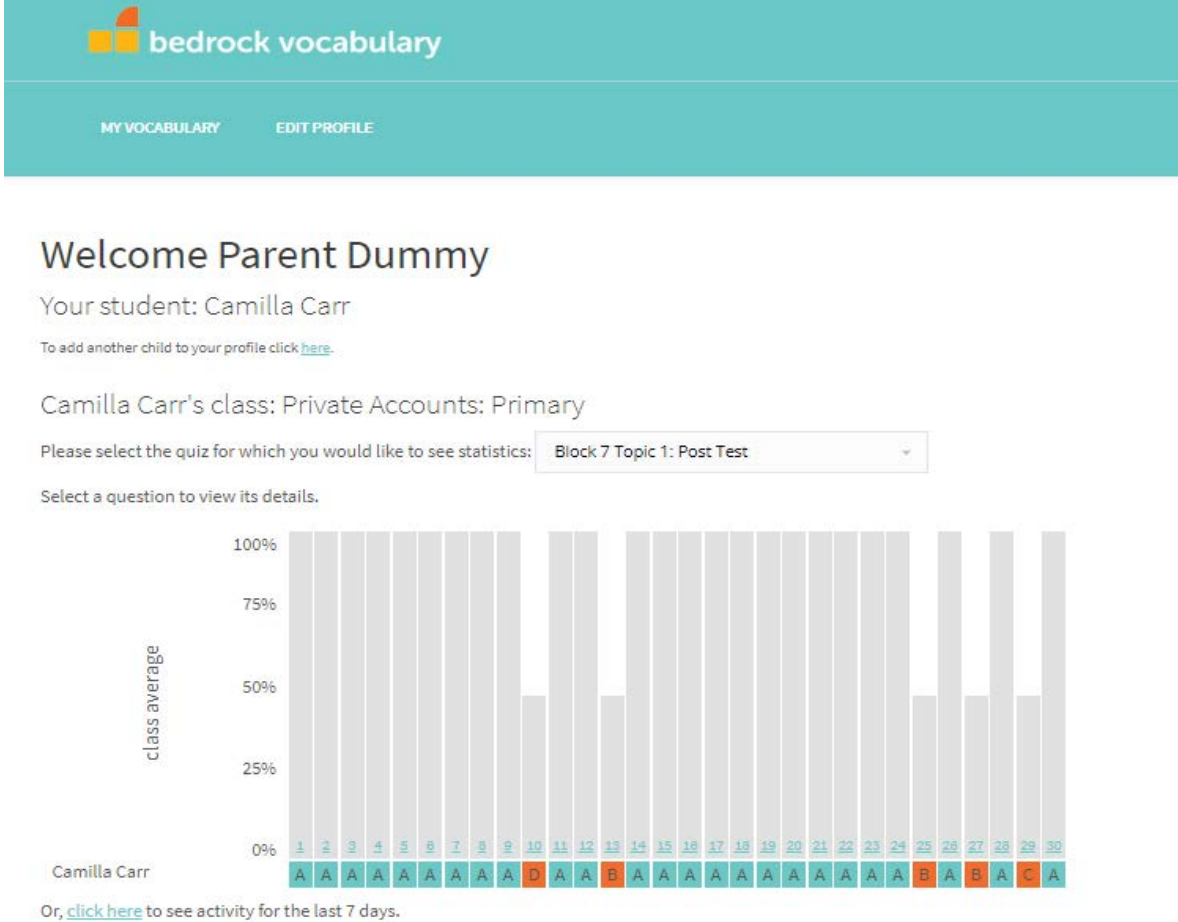 bedrock vocabulary
MY VOCABULARY EDIT PROFILE
Welcome Parent Dummy
Your student: Camilla Carr
To add another child to your profile click here.
Camilla Carr's class: Private Accounts: Primary
Please select the quiz for which you would like to see statistics: Block 7 Topic 1: Post Test
Select a question to view its details.
100%
75%
50%
25%
0%
class average
1 2 3 4 5 6 7 8 9 10 11 12 13 14 15 16 17 18 19 20 21 22 23 24 25 26 27 28 29 30
Camilla Carr A A A A A A A A A D A A B A A A A A A A A A A A B A B A C A
Or, click here to see activity for the last 7 days.